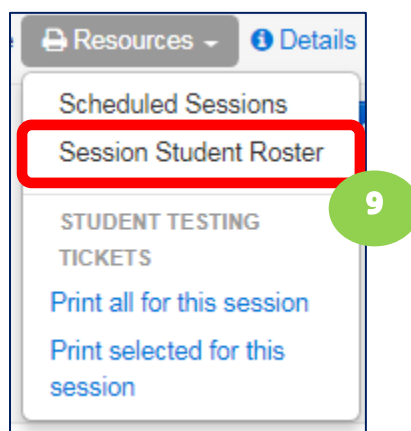 Resources
Details
Scheduled Sessions
Session Student Roster
9
STUDENT TESTING
TICKETS
Print all for this session
Print selected for this
session